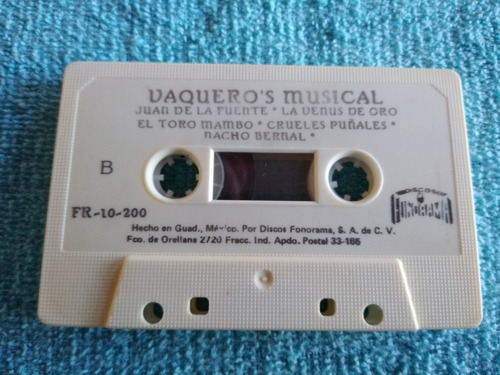 VAQUERO'S MUSICAL
JUAN DE LA FUENTE * LA VENUS DE ORO
EL TORO MAMBO * CRUELES PUÑALES *
NACHO BERNAL *
B
FR-10-200
DISCOS
FONORAMA
Hecho en Guad., México. Por Discos Fonorama, S. A. de C. V.
Fco. de Orellana 2720 Fracc. Ind. Apdo. Postal 33-186